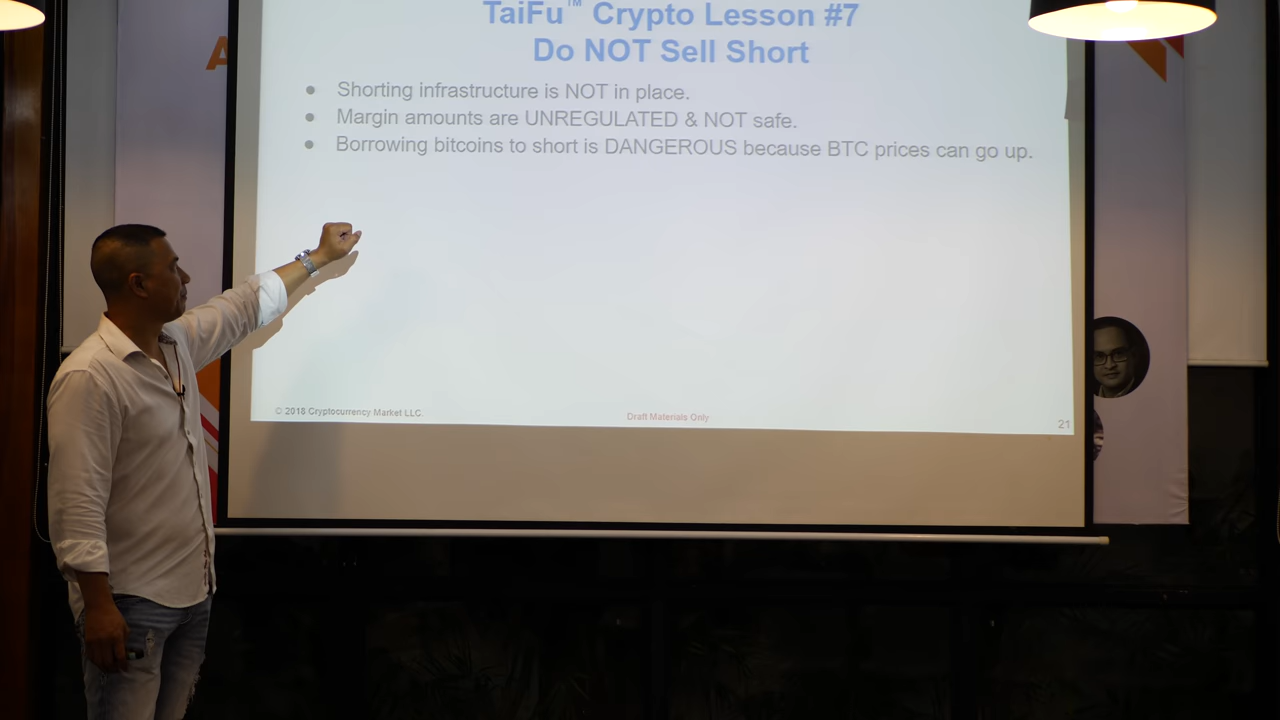 A
TaiFu™ Crypto Lesson #7
Do NOT Sell Short
● Shorting infrastructure is NOT in place.
● Margin amounts are UNREGULATED & NOT safe.
● Borrowing bitcoins to short is DANGEROUS because BTC prices can go up.
© 2018 Cryptocurrency Market LLC.
Draft Materials Only
21